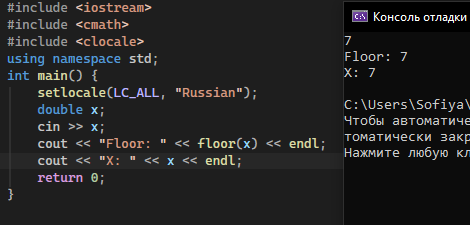 #include <iostream>
#include <cmath>
#include <clocale>
using namespace std;
int main() {
setlocale(LC_ALL, "Russian");
double x;
cin >> x;
cout << "Floor: " << floor(x) << endl;
cout << "X: " << x << endl;
return 0;
}
Консоль отладки
7
Floor: 7
X: 7
C:\Users\Sofiya\
Чтобы автоматиче
томатически закр
Нажмите любую кл